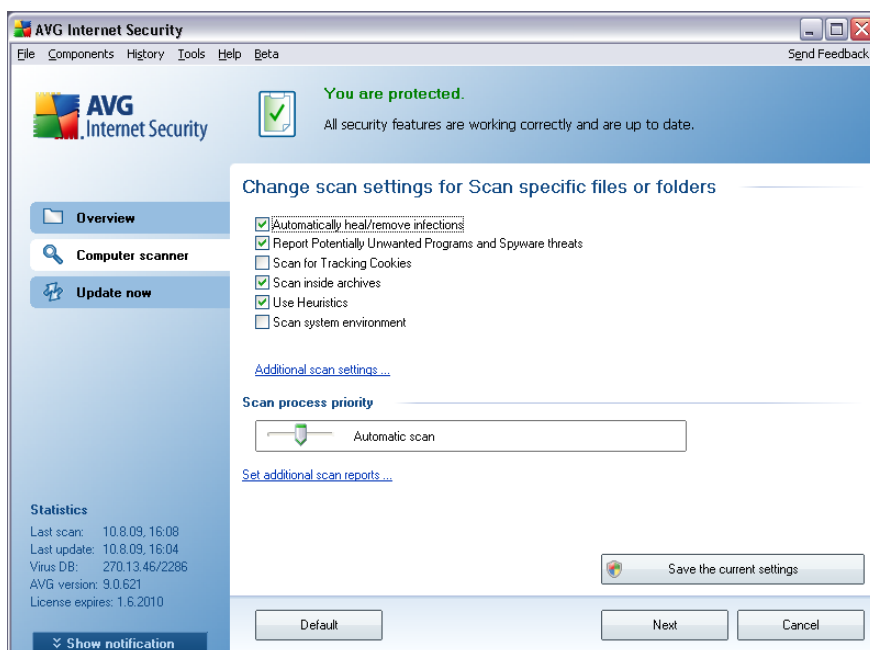 AVG Internet Security
File Components History Tools Help Beta Send Feedback
AVG
Internet Security
You are protected.
All security features are working correctly and are up to date.
Overview
Computer scanner
Update now
Change scan settings for Scan specific files or folders
Automatically heal/remove infections
Report Potentially Unwanted Programs and Spyware threats
Scan for Tracking Cookies
Scan inside archives
Use Heuristics
Scan system environment
Additional scan settings ...
Scan process priority
Automatic scan
Set additional scan reports ...
Statistics
Last scan: 10.8.09, 16:08
Last update: 10.8.09, 16:04
Virus DB: 270.13.46/2286
AVG version: 9.0.621
License expires: 1.6.2010
Show notification
Save the current settings
Default Next Cancel